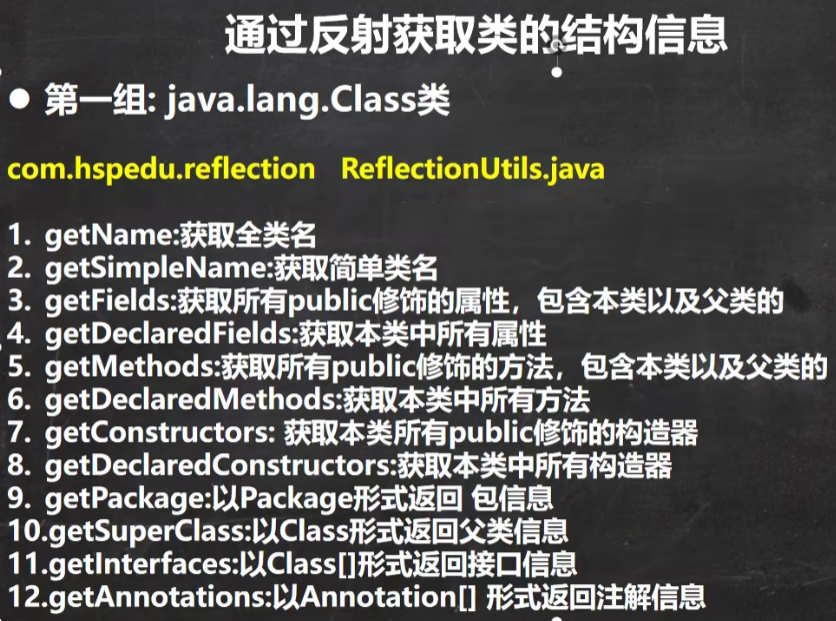 通过反射获取类的结构信息
● 第一组: java.lang.Class类
com.hspedu.reflection ReflectionUtils.java
1. getName:获取全类名
2. getSimpleName:获取简单类名
3. getFields:获取所有public修饰的属性，包含本类以及父类的
4. getDeclaredFields:获取本类中所有属性
5. getMethods:获取所有public修饰的方法，包含本类以及父类的
6. getDeclaredMethods:获取本类中所有方法
7. getConstructors: 获取本类所有public修饰的构造器
8. getDeclaredConstructors:获取本类中所有构造器
9. getPackage:以Package形式返回 包信息
10.getSuperClass:以Class形式返回父类信息
11.getInterfaces:以Class[]形式返回接口信息
12.getAnnotations:以Annotation[] 形式返回注解信息